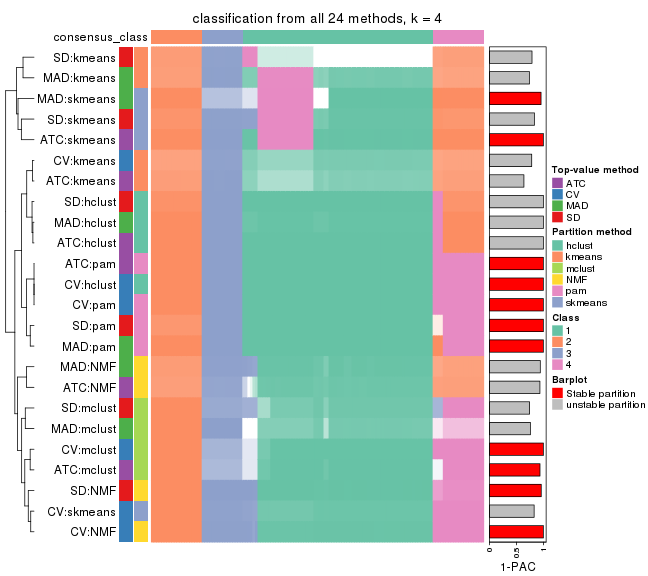 classification from all 24 methods, k = 4
consensus_class
SD:kmeans
MAD:kmeans
MAD:skmeans
SD:skmeans
ATC:skmeans
CV:kmeans
ATC:kmeans
SD:hclust
MAD:hclust
ATC:hclust
ATC:pam
CV:hclust
CV:pam
SD:pam
MAD:pam
MAD:NMF
ATC:NMF
SD:mclust
MAD:mclust
CV:mclust
ATC:mclust
SD:NMF
CV:skmeans
CV:NMF
0
0.5
1
1-PAC
Top-value method
ATC
CV
MAD
SD
Partition method
hclust
kmeans
mclust
NMF
pam
skmeans
Class
1
2
3
4
Barplot
Stable partition
unstable partition